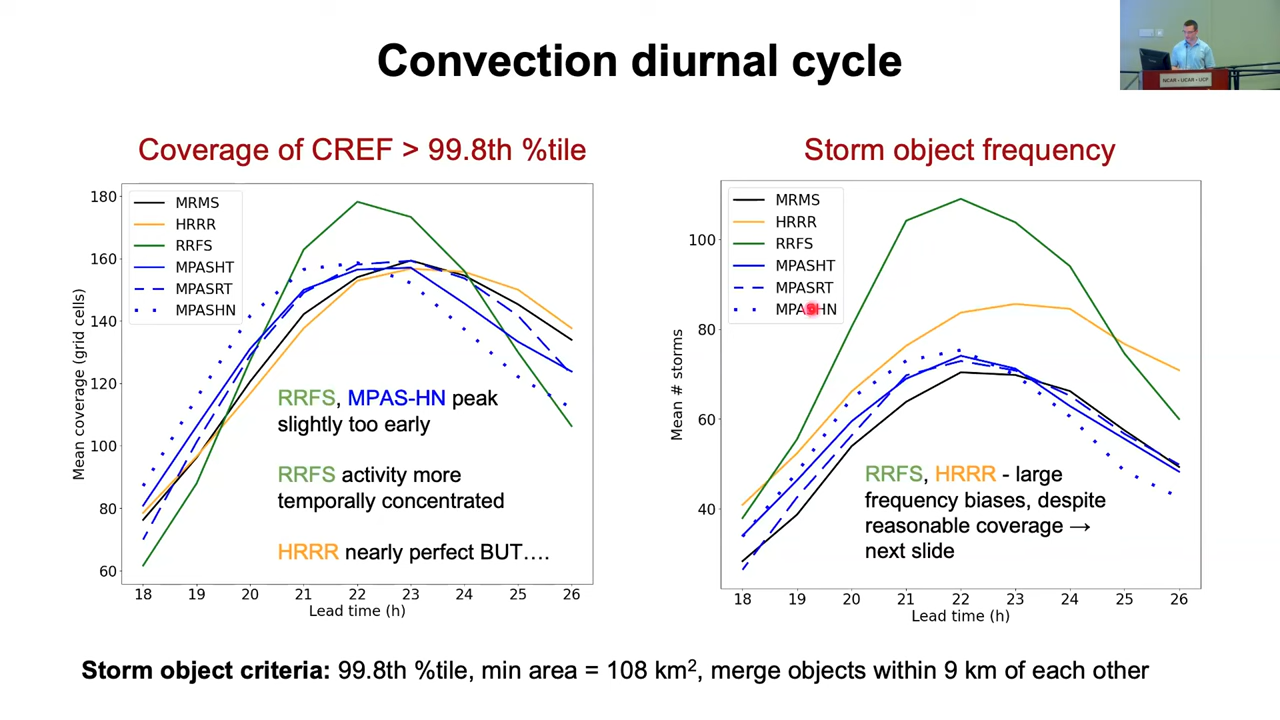 Convection diurnal cycle
NCAR • UCAR • UCP
Coverage of CREF > 99.8th %tile
180
160
140
120
100
80
60
Mean coverage (grid cells)
MRMS
HRRR
RRFS
MPASHT
MPASRT
MPASHN
RRFS, MPAS-HN peak
slightly too early
RRFS activity more
temporally concentrated
HRRR nearly perfect BUT....
18 19 20 21 22 23 24 25 26
Lead time (h)
Storm object frequency
100
80
60
40
Mean # storms
MRMS
HRRR
RRFS
MPASHT
MPASRT
MPASHN
RRFS, HRRR - large
frequency biases, despite
reasonable coverage →
next slide
18 19 20 21 22 23 24 25 26
Lead time (h)
Storm object criteria: 99.8th %tile, min area = 108 km², merge objects within 9 km of each other